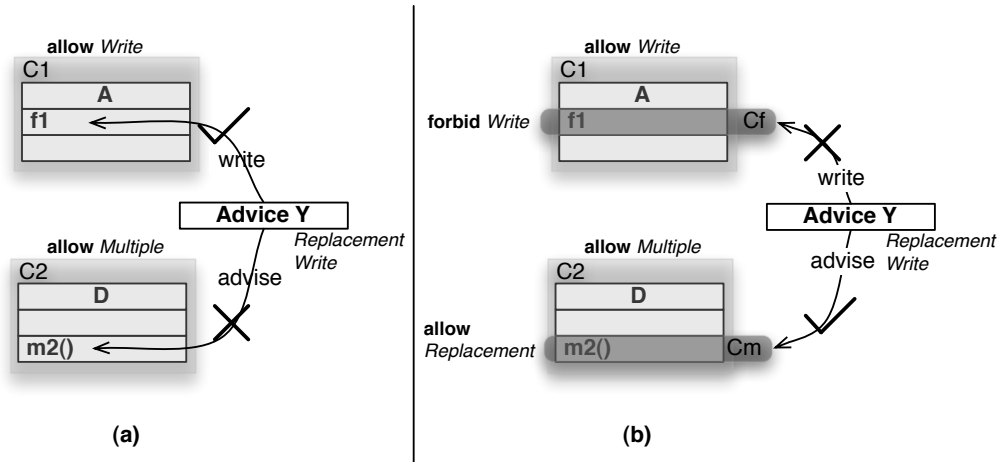 allow Write
C1
A
f1
write
Advice Y
Replacement
Write
allow Multiple
C2
advise
D
m2()
(a)
allow Write
C1
A
forbid Write
f1
Cf
write
Advice Y
Replacement
Write
allow Multiple
C2
advise
D
allow
Replacement
m2()
Cm
(b)